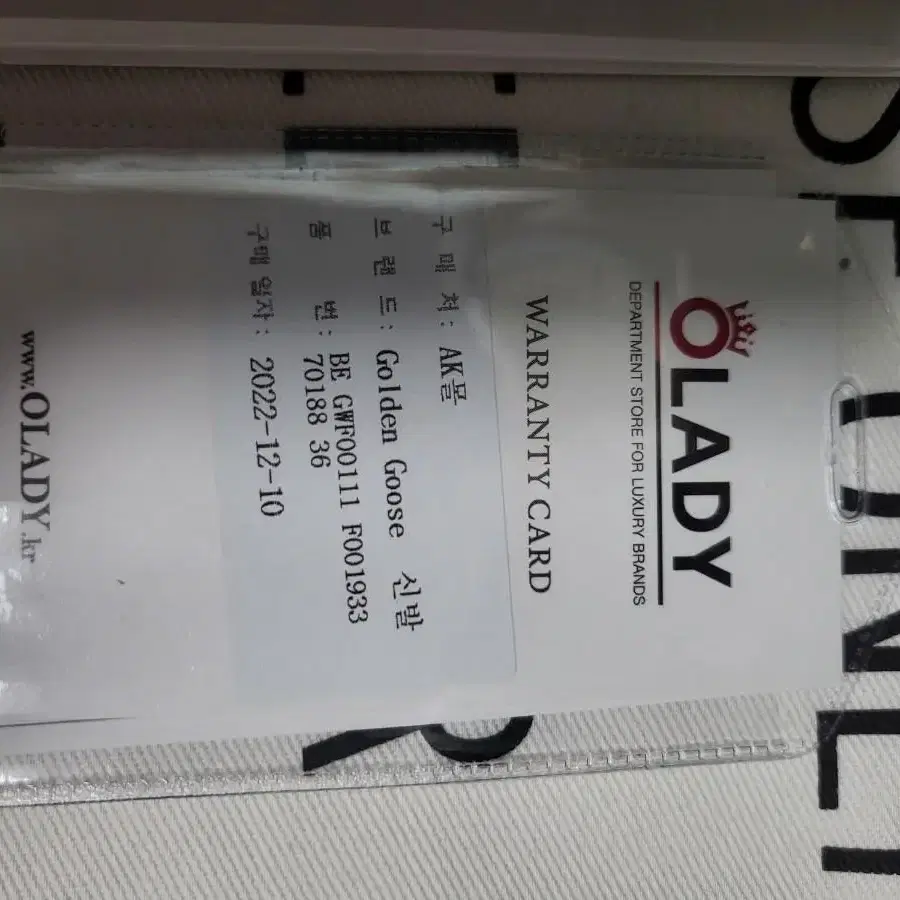 OLADY
DEPARTMENT STORE FOR LUXURY BRANDS
WARRANTY CARD
구 매 처: AK몰
브 랜 드: Golden Goose 신발
품 번: BE GWF00111 F001933
70188 36
구매 일자: 2022-12-10
www.OLADY.kr